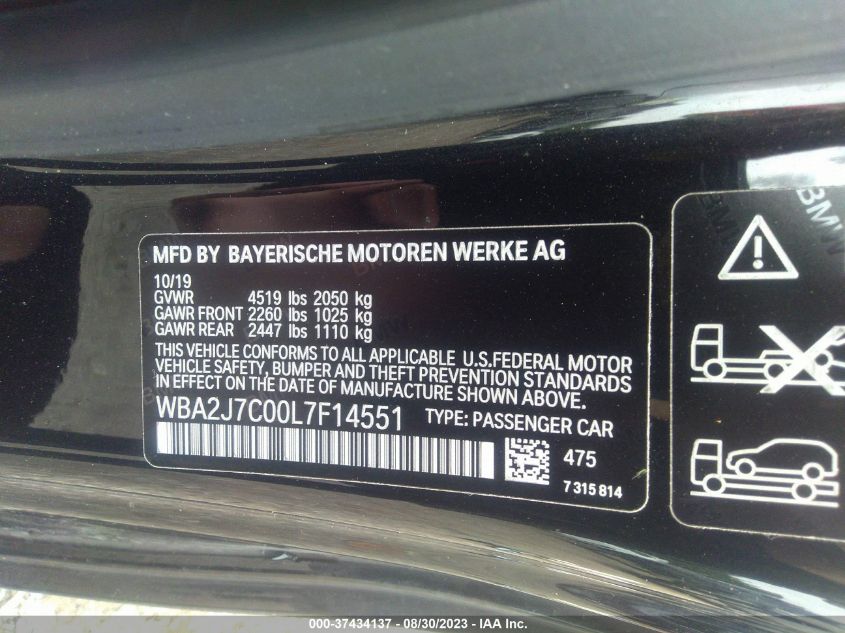 MFD BY BAYERISCHE MOTOREN WERKE AG
10/19
GVWR 4519 lbs 2050 kg
GAWR FRONT 2260 lbs 1025 kg
GAWR REAR 2447 lbs 1110 kg
THIS VEHICLE CONFORMS TO ALL APPLICABLE U.S.FEDERAL MOTOR
VEHICLE SAFETY, BUMPER AND THEFT PREVENTION STANDARDS
IN EFFECT ON THE DATE OF MANUFACTURE SHOWN ABOVE.
WBA2J7C00L7F14551 TYPE: PASSENGER CAR
475
7 315 814
BMW
BMW
000-37434137 - 08/30/2023 - IAA Inc.